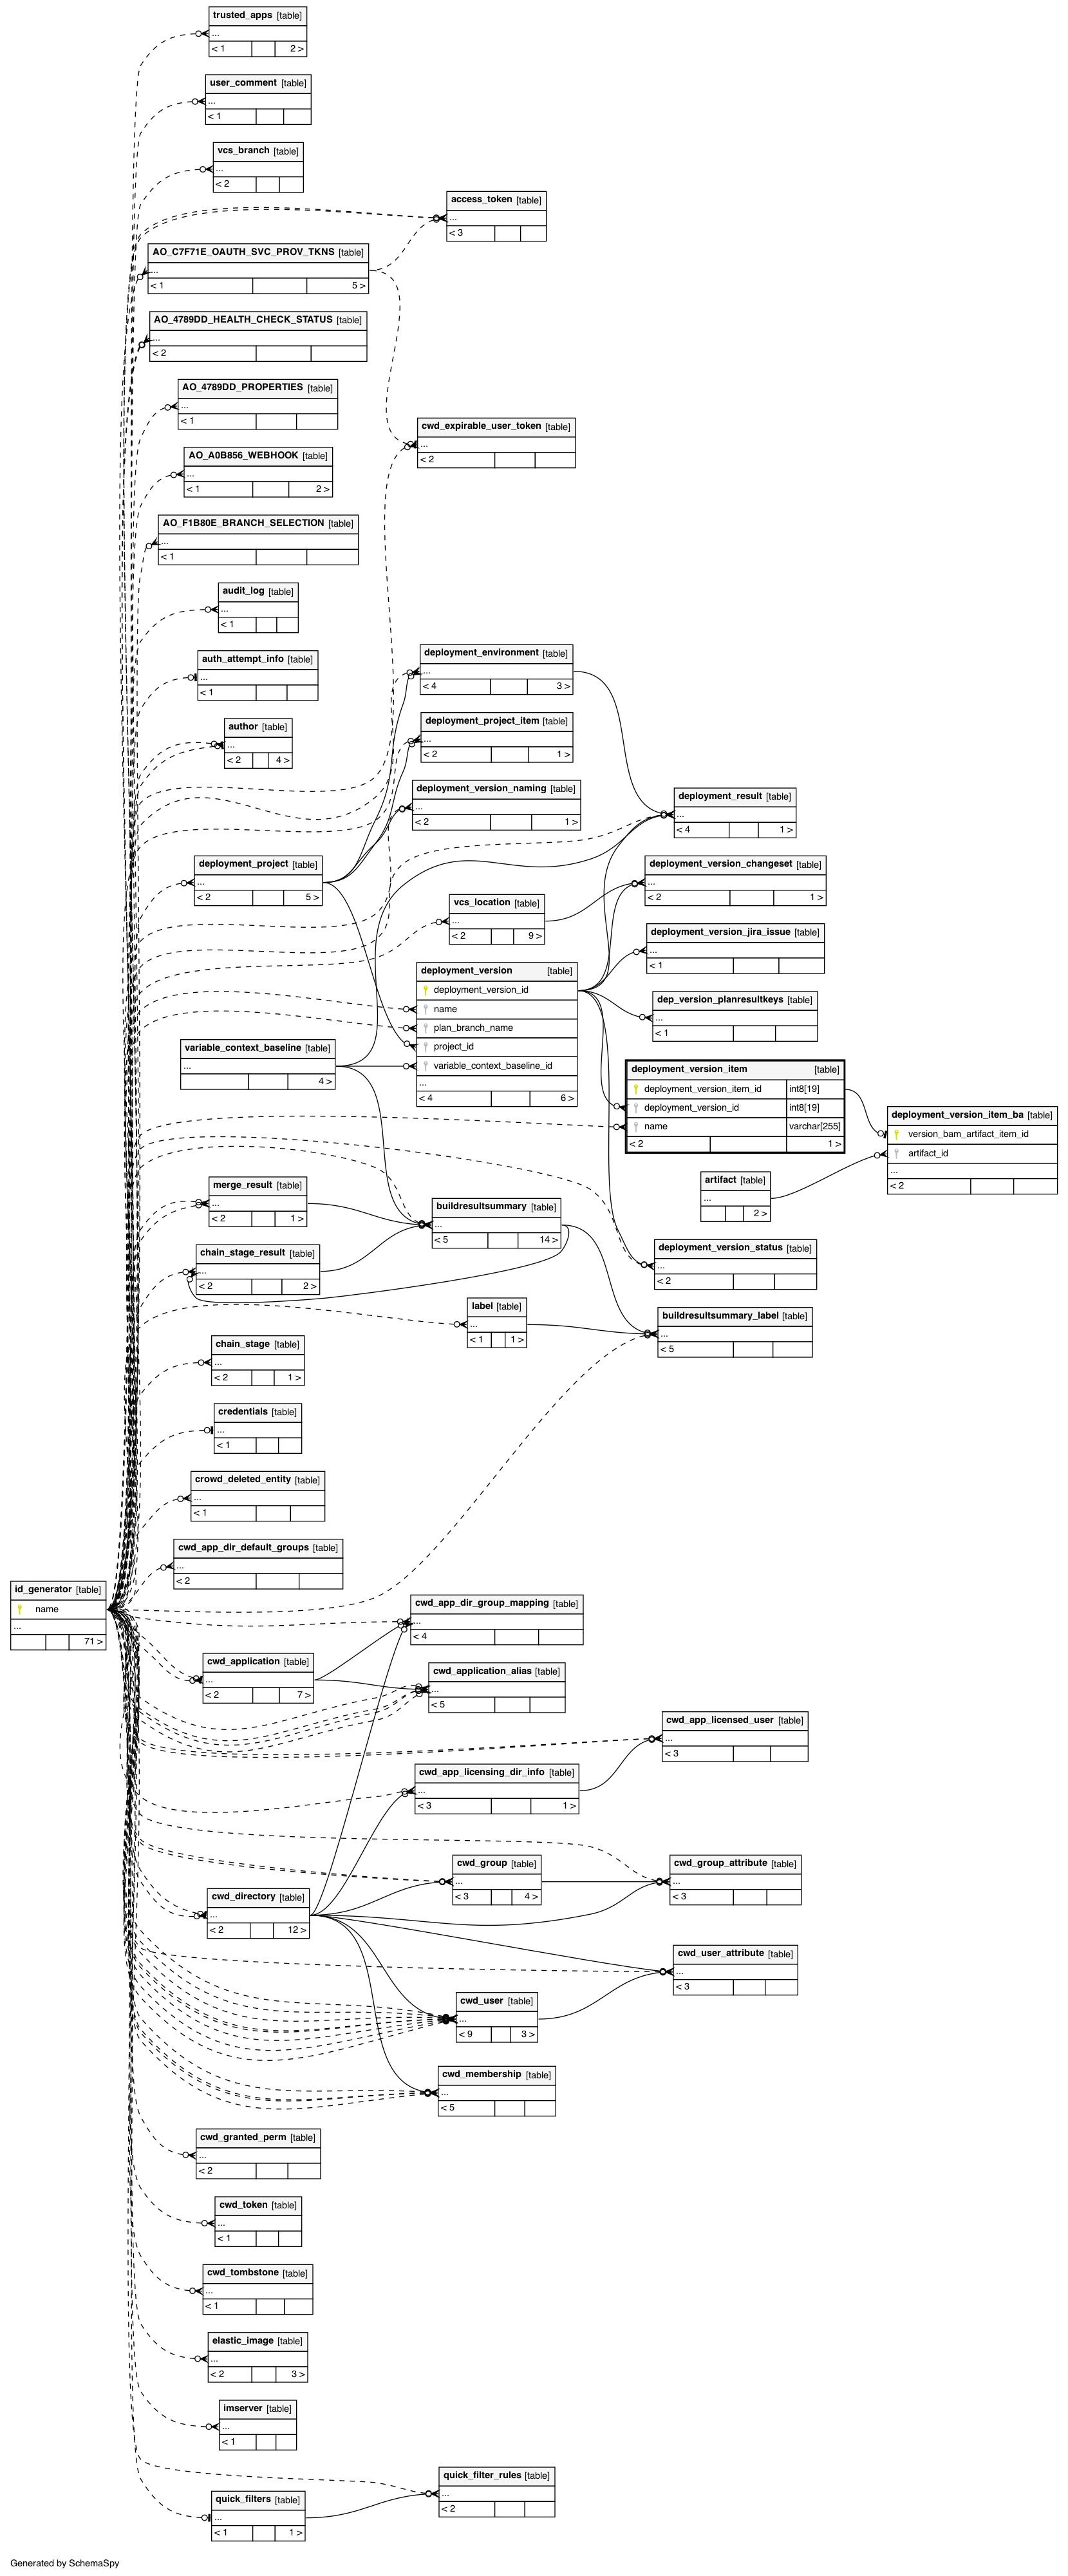 trusted_apps [table]
...
< 1 2 >
user_comment [table]
...
< 1
vcs_branch [table]
...
< 2
access_token [table]
...
< 3
AO_C7F71E_OAUTH_SVC_PROV_TKNS [table]
...
< 1 5 >
AO_4789DD_HEALTH_CHECK_STATUS [table]
...
< 2
AO_4789DD_PROPERTIES [table]
...
< 1
cwd_expirable_user_token [table]
...
< 2
AO_A0B856_WEBHOOK [table]
...
< 1 2 >
AO_F1B80E_BRANCH_SELECTION [table]
...
< 1
audit_log [table]
...
< 1
deployment_environment [table]
...
< 4 3 >
auth_attempt_info [table]
...
< 1
deployment_project_item [table]
...
< 2 1 >
author [table]
...
< 2 4 >
deployment_version_naming [table]
...
< 2 1 >
deployment_result [table]
...
< 4 1 >
deployment_project [table]
...
< 2 5 >
deployment_version_changeset [table]
...
< 2 1 >
vcs_location [table]
...
< 2 9 >
deployment_version_jira_issue [table]
...
< 1
deployment_version [table]
deployment_version_id
name
plan_branch_name
project_id
variable_context_baseline_id
...
< 4 6 >
dep_version_planresultkeys [table]
...
< 1
variable_context_baseline [table]
...
4 >
deployment_version_item [table]
deployment_version_item_id int8[19]
deployment_version_id int8[19]
name varchar[255]
< 2 1 >
deployment_version_item_ba [table]
version_bam_artifact_item_id
artifact_id
...
< 2
artifact [table]
...
2 >
merge_result [table]
...
< 2 1 >
buildresultsummary [table]
...
< 5 14 >
chain_stage_result [table]
...
< 2 2 >
deployment_version_status [table]
...
< 2
label [table]
...
< 1 1 >
buildresultsummary_label [table]
...
< 5
chain_stage [table]
...
< 2 1 >
credentials [table]
...
< 1
crowd_deleted_entity [table]
...
< 1
cwd_app_dir_default_groups [table]
...
< 2
id_generator [table]
name
...
71 >
cwd_app_dir_group_mapping [table]
...
< 4
cwd_application [table]
...
< 2 7 >
cwd_application_alias [table]
...
< 5
cwd_app_licensed_user [table]
...
< 3
cwd_app_licensing_dir_info [table]
...
< 3 1 >
cwd_group [table]
...
< 3 4 >
cwd_group_attribute [table]
...
< 3
cwd_directory [table]
...
< 2 12 >
cwd_user_attribute [table]
...
< 3
cwd_user [table]
...
< 9 3 >
cwd_membership [table]
...
< 5
cwd_granted_perm [table]
...
< 2
cwd_token [table]
...
< 1
cwd_tombstone [table]
...
< 1
elastic_image [table]
...
< 2 3 >
imserver [table]
...
< 1
quick_filter_rules [table]
...
< 2
quick_filters [table]
...
< 1 1 >
Generated by SchemaSpy